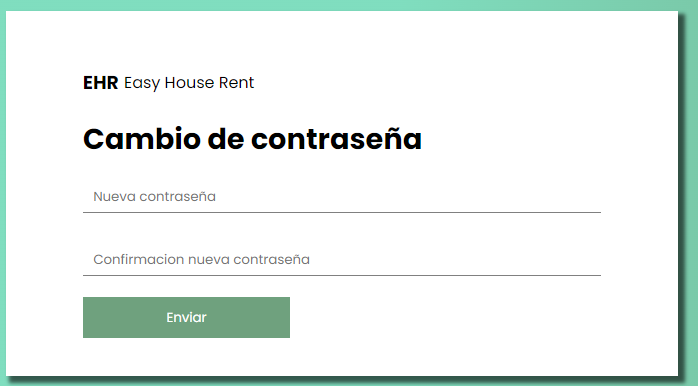 EHR Easy House Rent
Cambio de contraseña
Nueva contraseña
Confirmacion nueva contraseña
Enviar